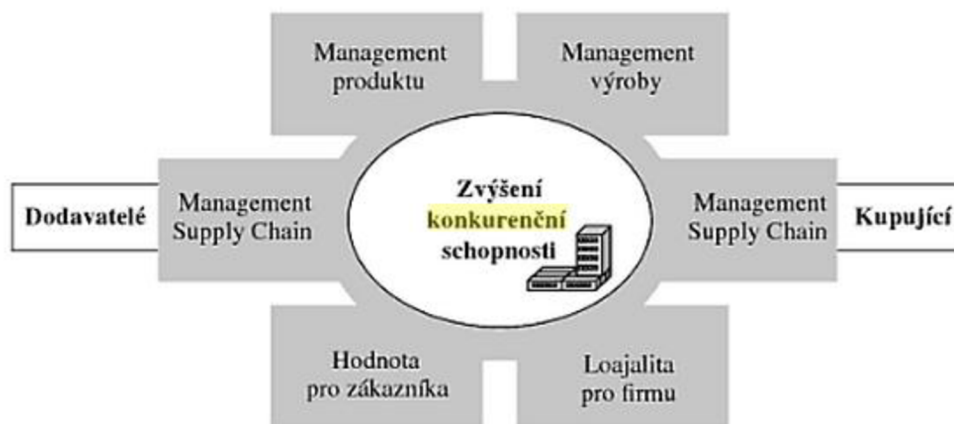 Management
produktu
Management
výroby
Dodavatelé
Management
Supply Chain
Zvýšení
konkurenční
schopnosti
Management
Supply Chain
Kupující
Hodnota
pro zákazníka
Loajalita
pro firmu